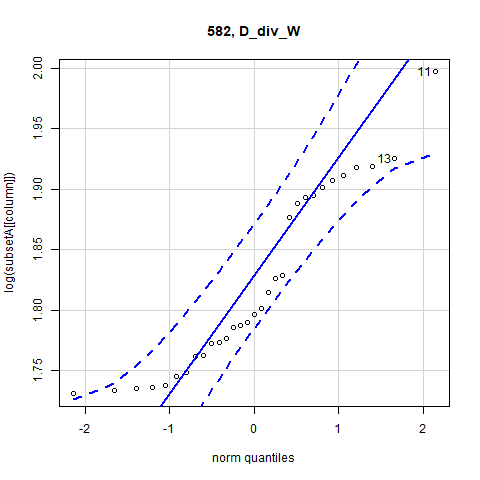 582, D_div_W
log(subsetA[[column]])
2.00
1.95
1.90
1.85
1.80
1.75
11
13
-2 -1 0 1 2
norm quantiles